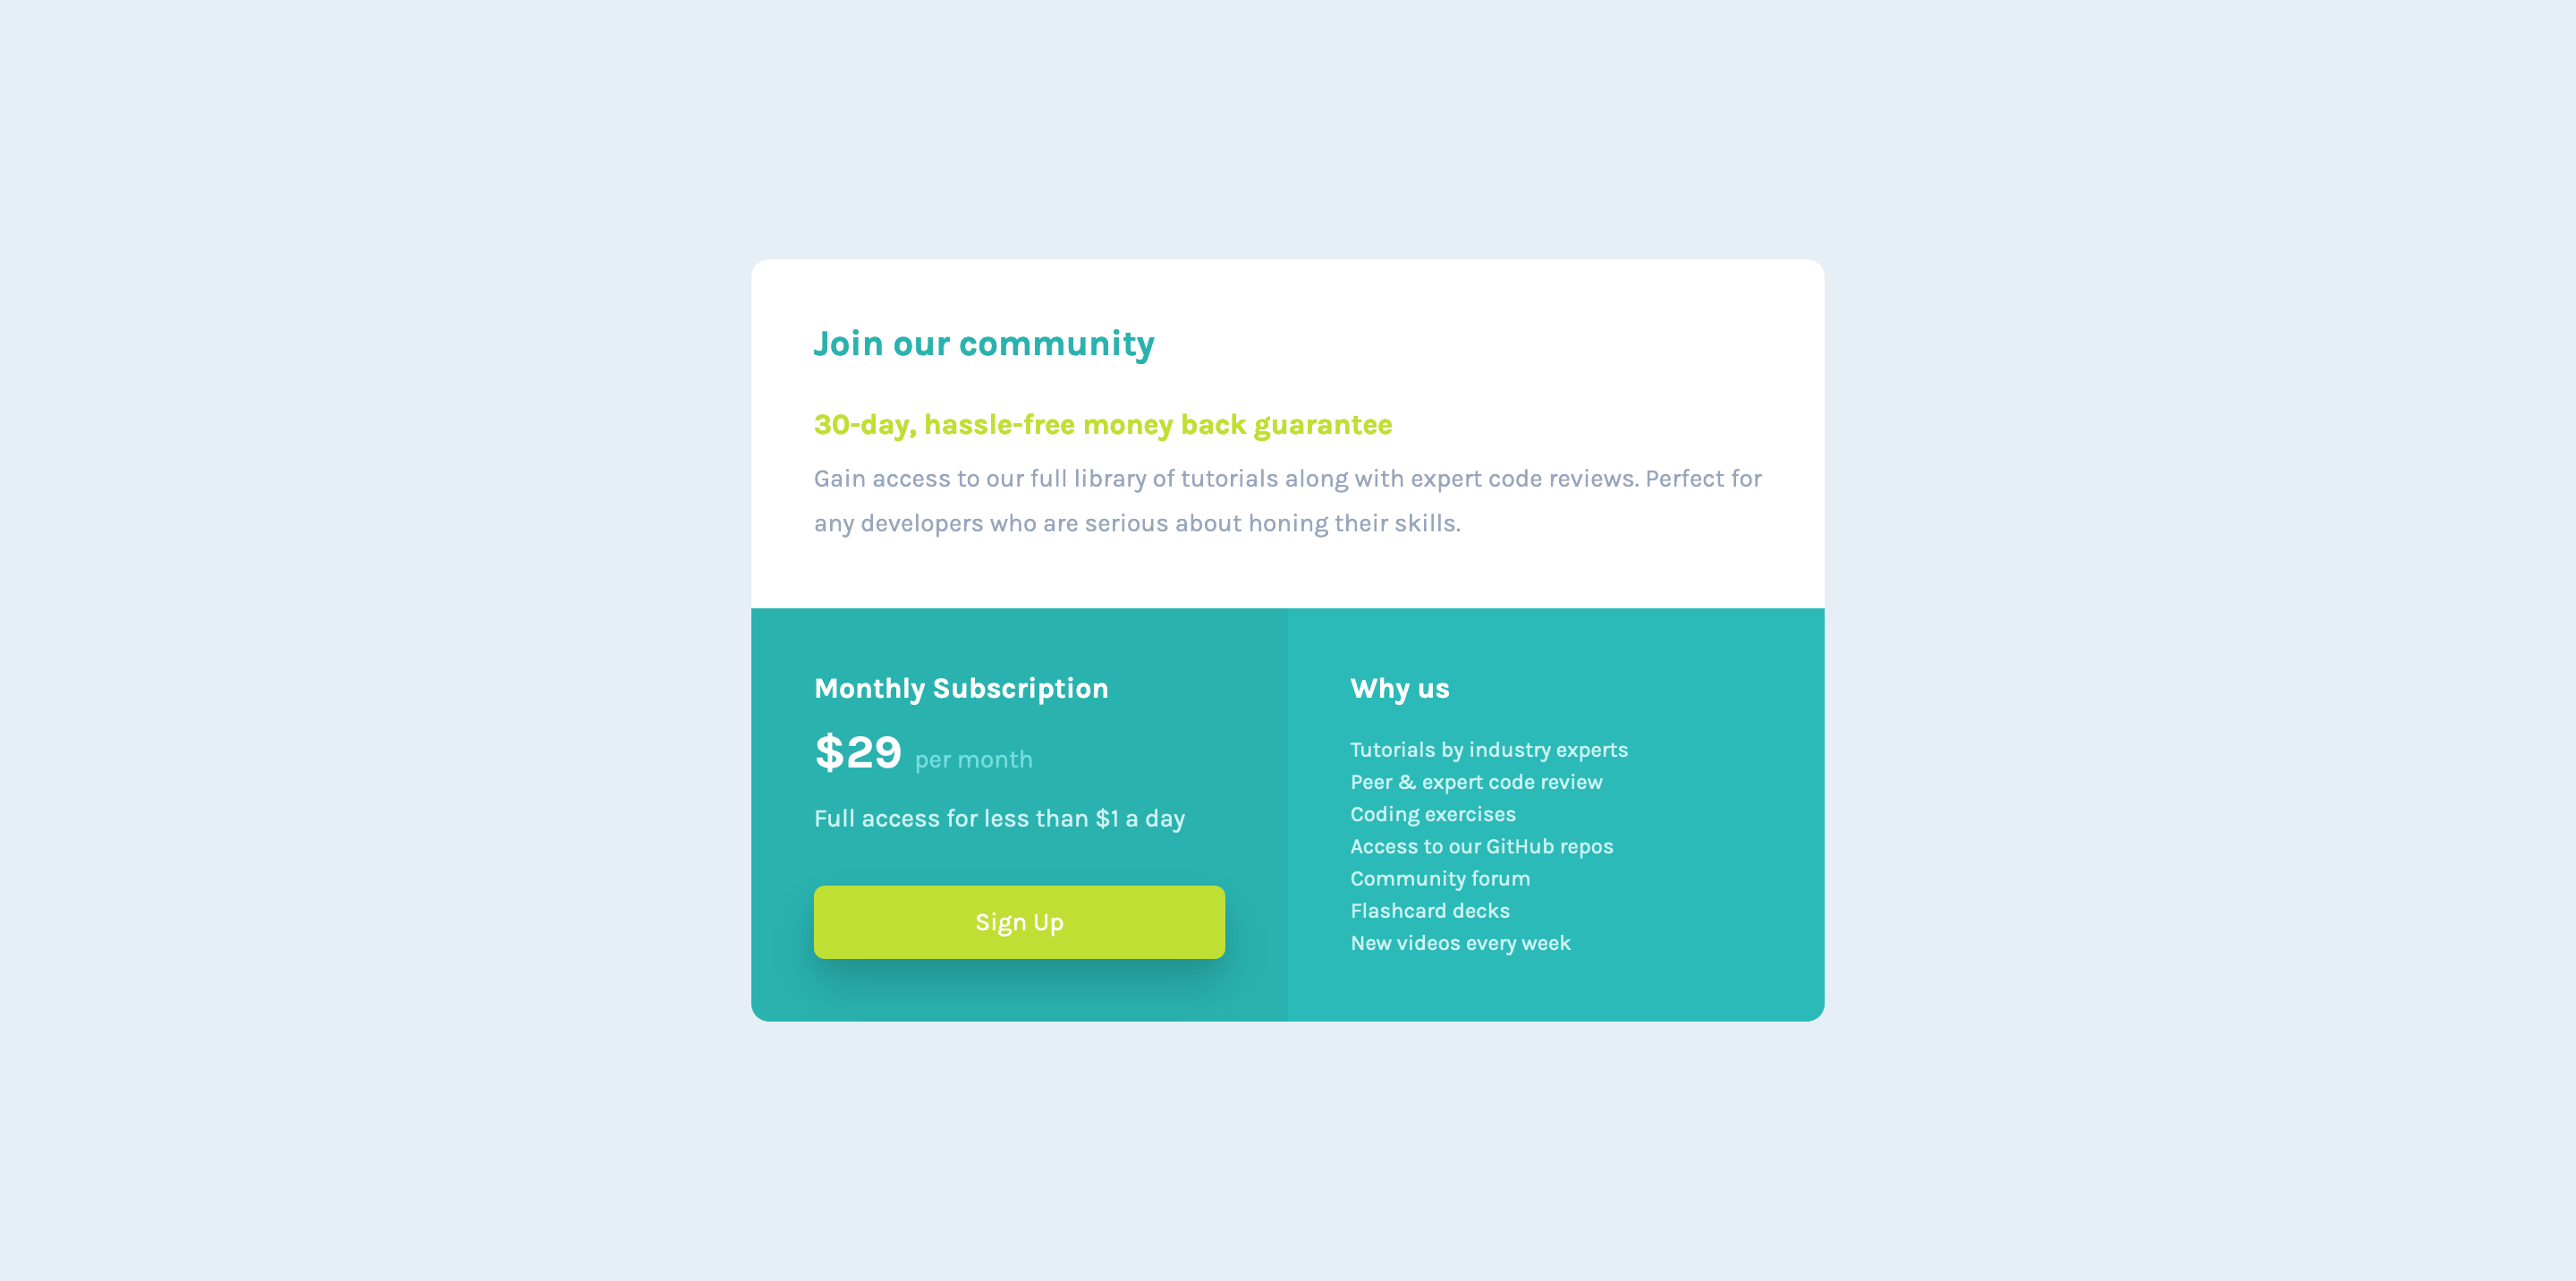 Join our community
30-day, hassle-free money back guarantee
Gain access to our full library of tutorials along with expert code reviews. Perfect for
any developers who are serious about honing their skills.
Monthly Subscription
$29 per month
Full access for less than $1 a day
Sign Up
Why us
Tutorials by industry experts
Peer & expert code review
Coding exercises
Access to our GitHub repos
Community forum
Flashcard decks
New videos every week